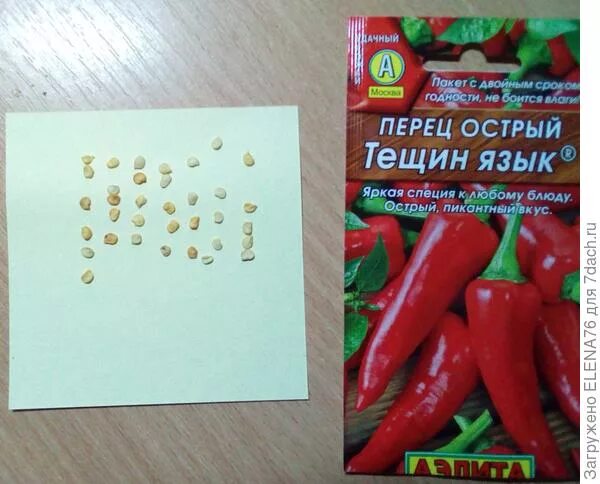 УДАЧНЫЙ
А
Москва
Пакет с двойным сроком
годности, не боится влаги!
ПЕРЕЦ ОСТРЫЙ
ТЕЩИН ЯЗЫК®
Яркая специя к любому блюду.
Острый, пикантный вкус.
АЭЛИТА
Загружено ELENA76 для 7dach.ru